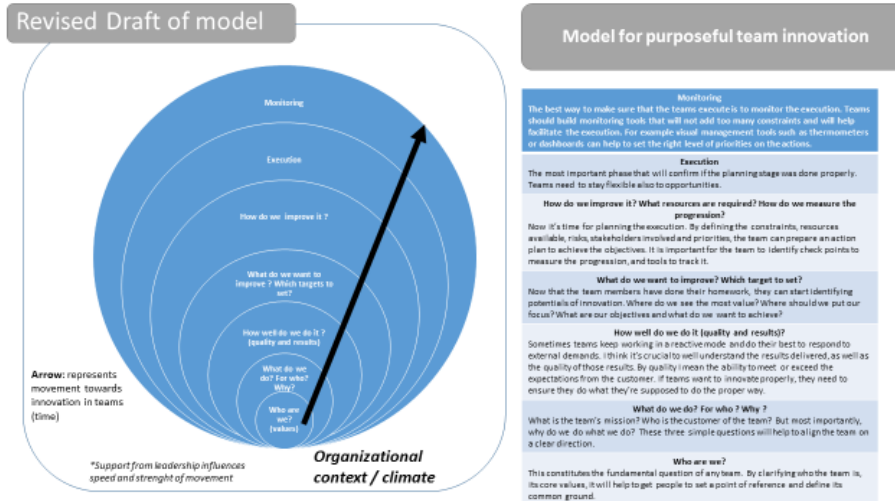 Revised Draft of model
Monitoring
Execution
How do we improve it ?
What do we want to
improve ? Which targets to
set?
How well do we do it ?
(quality and results)
What do we
do? For who?
Why?
Who are
we?
(values)
Arrow: represents
movement towards
innovation in teams
(time)
*Support from leadership influences
speed and strenght of movement
Organizational
context / climate
Model for purposeful team innovation
Monitoring
The best way to make sure that the teams execute is to monitor the execution. Teams
should build monitoring tools that will not add too many constraints and will help
facilitate the execution. For example visual management tools such as thermometers
or dashboards can help to set the right level of priorities on the actions.
Execution
The most important phase that will confirm if the planning stage was done properly.
Teams need to stay flexible also to opportunities.
How do we improve it? What resources are required? How do we measure the
progression?
Now it's time for planning the execution. By defining the constraints, resources
available, risks, stakeholders involved and priorities, the team can prepare an action
plan to achieve the objectives. It is important for the team to identify check points to
measure the progression, and tools to track it.
What do we want to improve? Which target to set?
Now that the team members have done their homework, they can start identifying
potentials of innovation. Where do we see the most value? Where should we put our
focus? What are our objectives and what do we want to achieve?
How well do we do it (quality and results)?
Sometimes teams keep working in a reactive mode and do their best to respond to
external demands. I think it's crucial to well understand the results delivered, as well as
the quality of those results. By quality I mean the ability to meet or exceed the
expectations from the customer. If teams want to innovate properly, they need to
ensure they do what they're supposed to do the proper way.
What do we do? For who ? Why ?
What is the team's mission? Who is the customer of the team? But most importantly,
why do we do what we do? These three simple questions will help to align the team on
a clear direction.
Who are we?
This constitutes the fundamental question of any team. By clarifying who the team is,
its core values, it will help to get people to set a point of reference and define its
common ground.